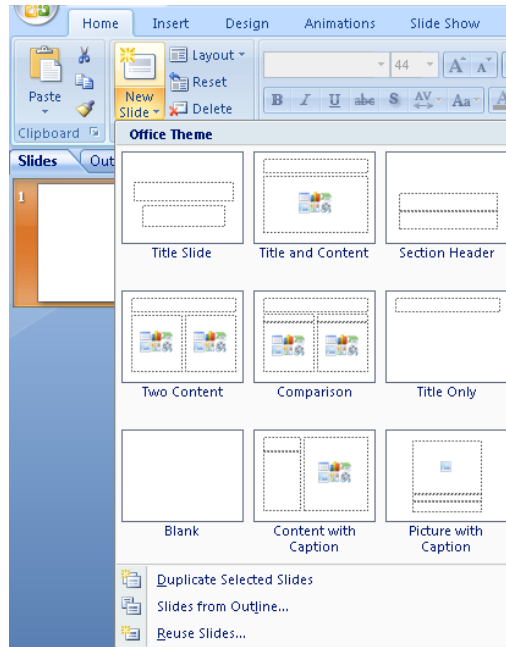 Home Insert Design Animations Slide Show
Paste
New
Slide
Layout
Reset
Delete
44 A A
B I U abe S AV Aa A
Clipboard
Office Theme
Slides Out
1
Title Slide Title and Content Section Header
Two Content Comparison Title Only
Blank Content with
Caption Picture with
Caption
Duplicate Selected Slides
Slides from Outline...
Reuse Slides...